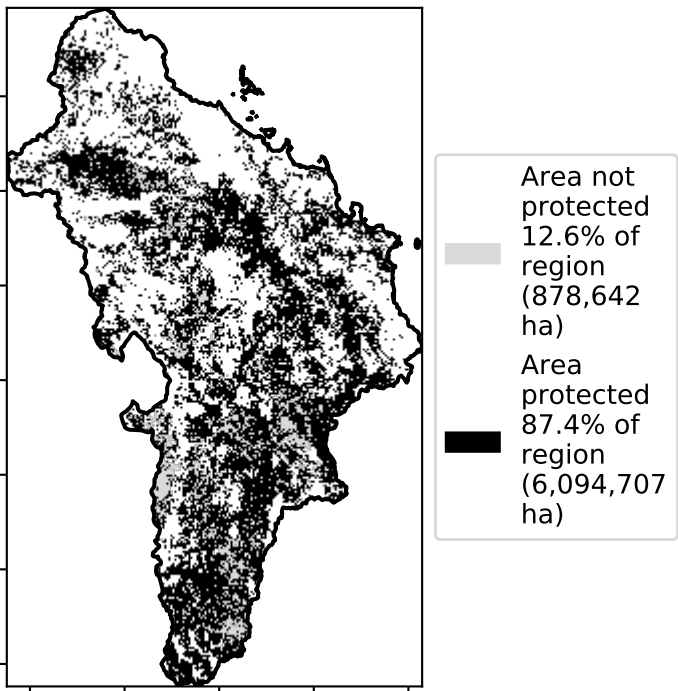 Area not
protected
12.6% of
region
(878,642
ha)
Area
protected
87.4% of
region
(6,094,707
ha)